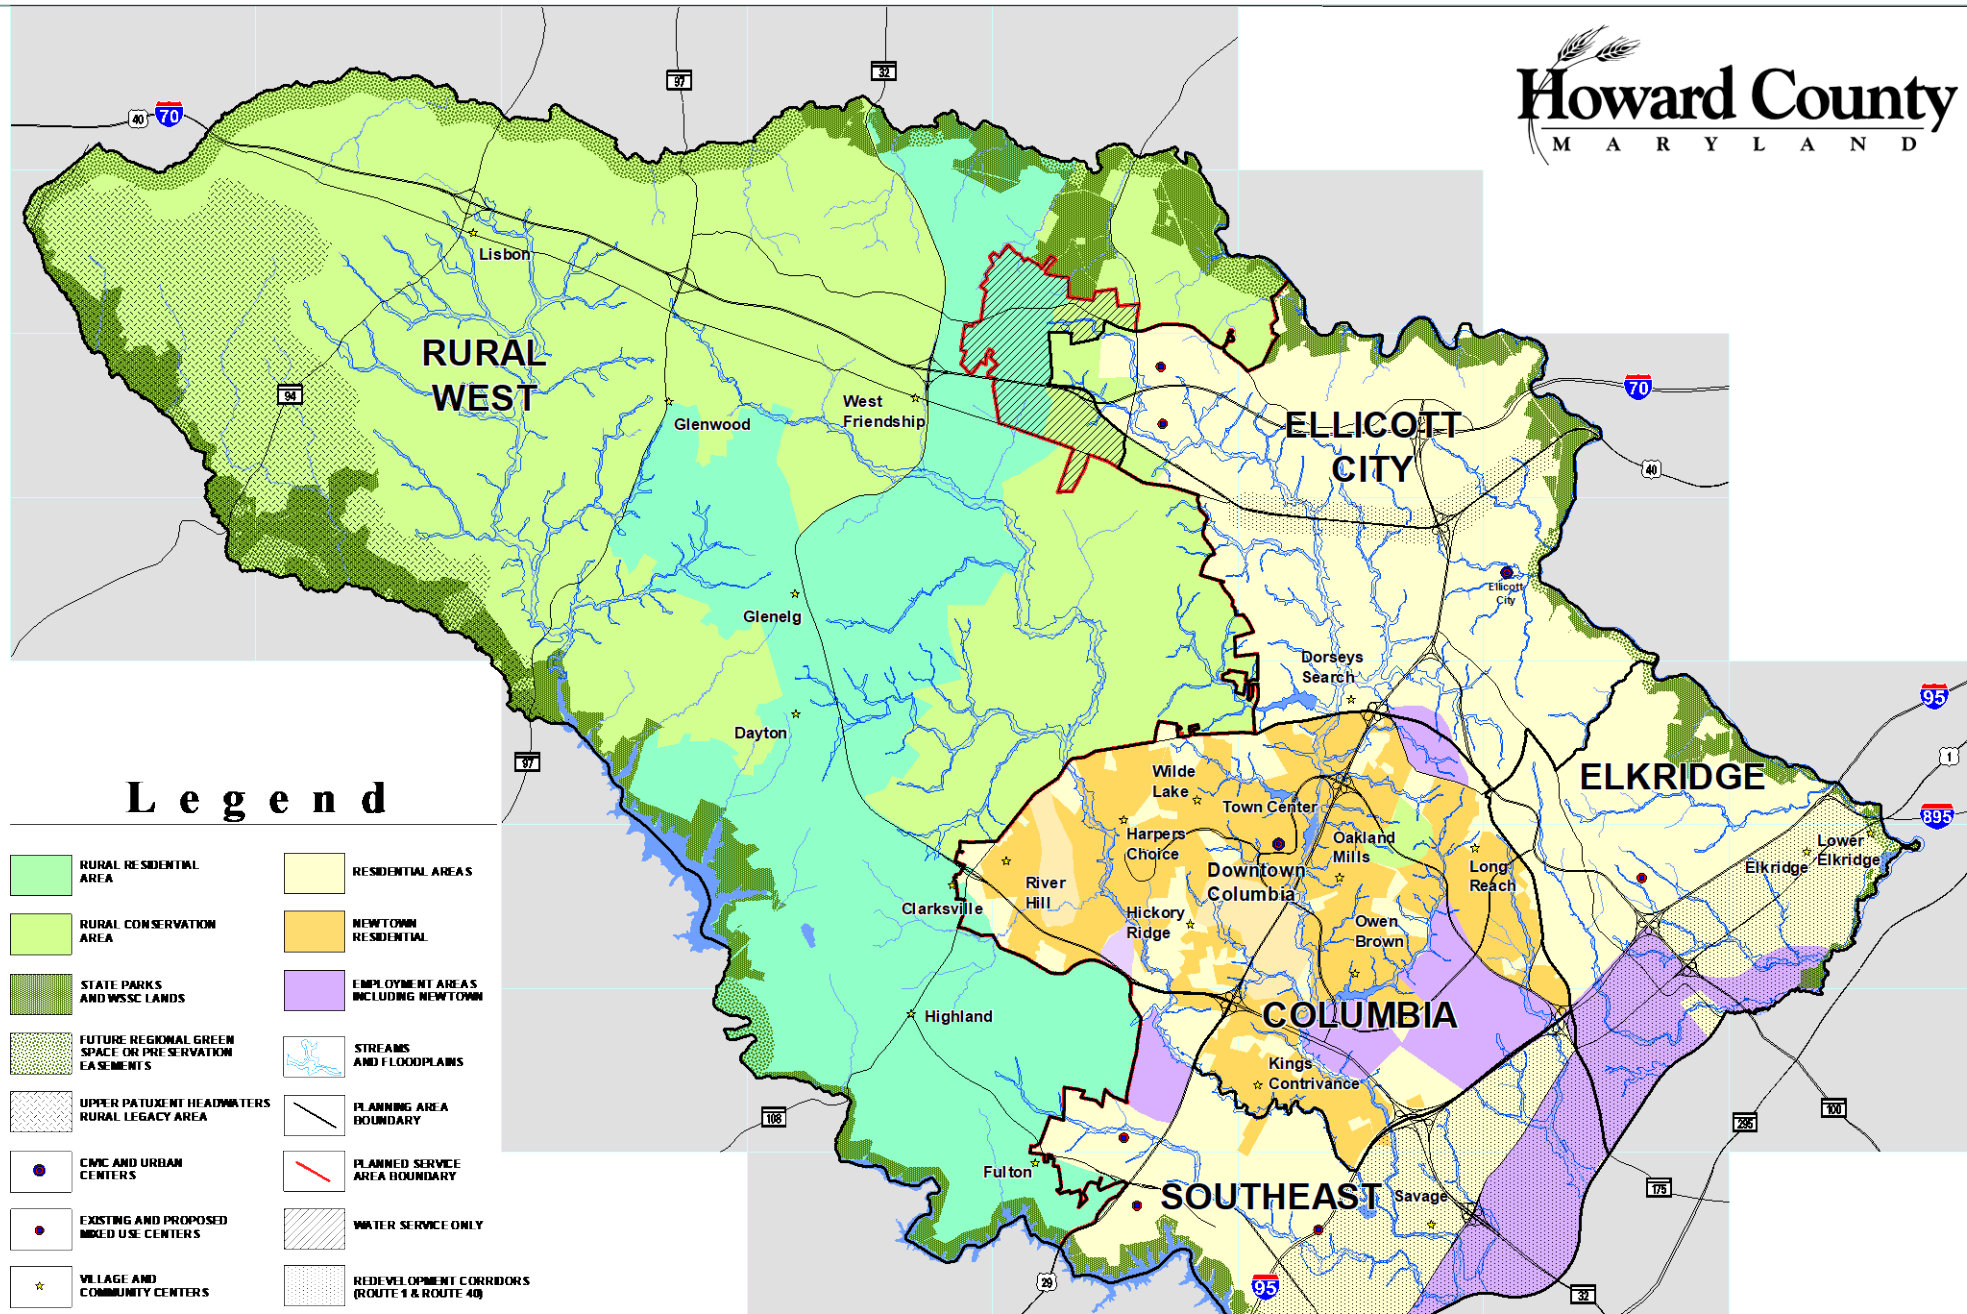 Howard County
MARYLAND
97
32
40
70
Lisbon
RURAL
WEST
94
West
Friendship
Glenwood
ELLICOTT
CITY
70
40
Ellicott
City
Glenelg
Dorseys
Search
95
1
Dayton
97
ELKRIDGE
895
Wilde
Lake
Town Center
Harpers
Choice
Oakland
Mills
Lower
Elkridge
Elkridge
Long
Reach
River
Hill
Downtown
Columbia
Clarksville
Hickory
Ridge
Owen
Brown
Highland
COLUMBIA
Kings
Contrivance
108
100
295
175
Fulton
SOUTHEAST
Savage
29
95
32
Legend
RURAL RESIDENTIAL
AREA
RURAL CONSERVATION
AREA
STATE PARKS
AND WSSC LANDS
FUTURE REGIONAL GREEN
SPACE OR PRESERVATION
EASEMENTS
UPPER PATUXENT HEADWATERS
RURAL LEGACY AREA
CIVIC AND URBAN
CENTERS
EXISTING AND PROPOSED
MIXED USE CENTERS
VILLAGE AND
COMMUNITY CENTERS
RESIDENTIAL AREAS
NEWTOWN
RESIDENTIAL
EMPLOYMENT AREAS
INCLUDING NEWTOWN
STREAMS
AND FLOODPLAINS
PLANNING AREA
BOUNDARY
PLANNED SERVICE
AREA BOUNDARY
WATER SERVICE ONLY
REDEVELOPMENT CORRIDORS
(ROUTE 1 & ROUTE 40)